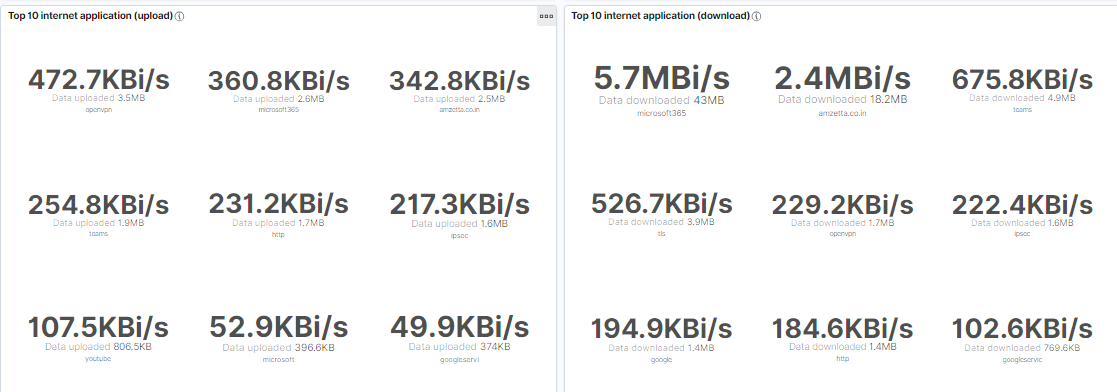 Top 10 internet application (upload)
472.7KBi/s
Data uploaded 3.5MB
openvpn
360.8KBi/s
Data uploaded 2.6MB
microsoft365
342.8KBi/s
Data uploaded 2.5MB
amzetta.co.in
254.8KBi/s
Data uploaded 1.9MB
teams
231.2KBi/s
Data uploaded 1.7MB
http
217.3KBi/s
Data uploaded 1.6MB
ipsec
107.5KBi/s
Data uploaded 806.5KB
youtube
52.9KBi/s
Data uploaded 396.6KB
microsoft
49.9KBi/s
Data uploaded 374KB
googleservi
Top 10 internet application (download)
5.7MBi/s
Data downloaded 43MB
microsoft365
2.4MBi/s
Data downloaded 18.2MB
amzetta.co.in
675.8KBi/s
Data downloaded 4.9MB
teams
526.7KBi/s
Data downloaded 3.9MB
tls
229.2KBi/s
Data downloaded 1.7MB
openvpn
222.4KBi/s
Data downloaded 1.6MB
ipsec
194.9KBi/s
Data downloaded 1.4MB
google
184.6KBi/s
Data downloaded 1.4MB
http
102.6KBi/s
Data downloaded 769.6KB
googleservic